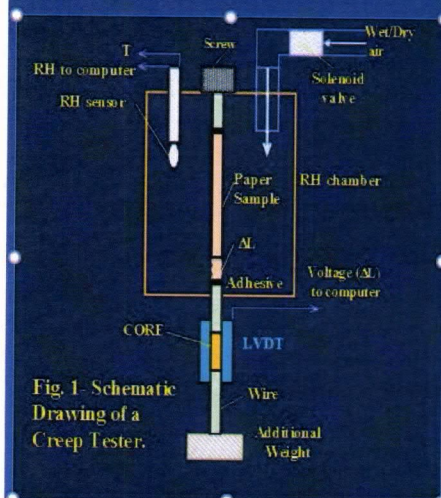 T
RH to computer
RH sensor
Screw
Wet/Dry
air
Solenoid
valve
RH chamber
Paper
Sample
ΔL
Adhesive
Voltage (ΔL)
to computer
CORE
LVDT
Wire
Fig. 1- Schematic
Drawing of a
Creep Tester.
Additional
Weight